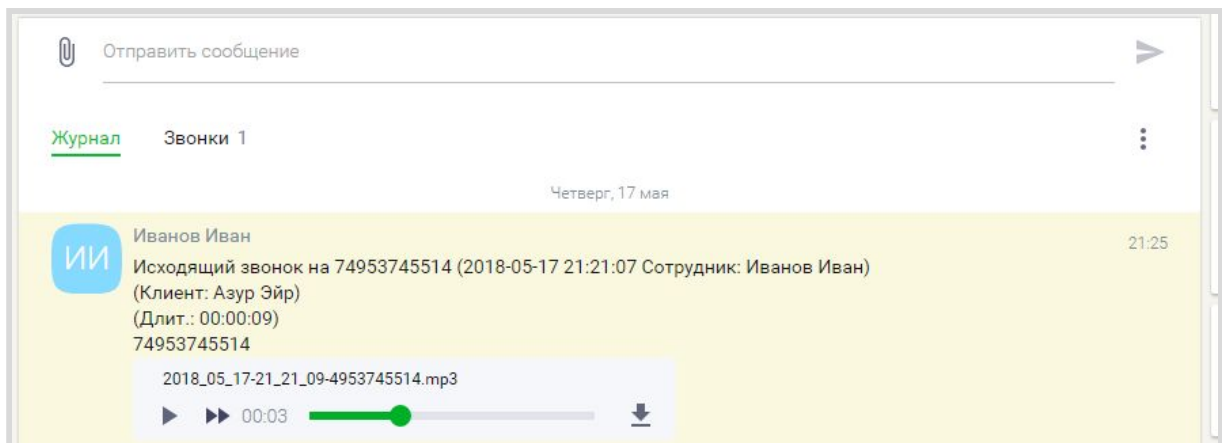 Отправить сообщение
Журнал Звонки 1
Четверг, 17 мая
Иванов Иван 21:25
ИИ
Исходящий звонок на 74953745514 (2018-05-17 21:21:07 Сотрудник: Иванов Иван)
(Клиент: Азур Эйр)
(Длит.: 00:00:09)
74953745514
2018_05_17-21_21_09-4953745514.mp3
00:03